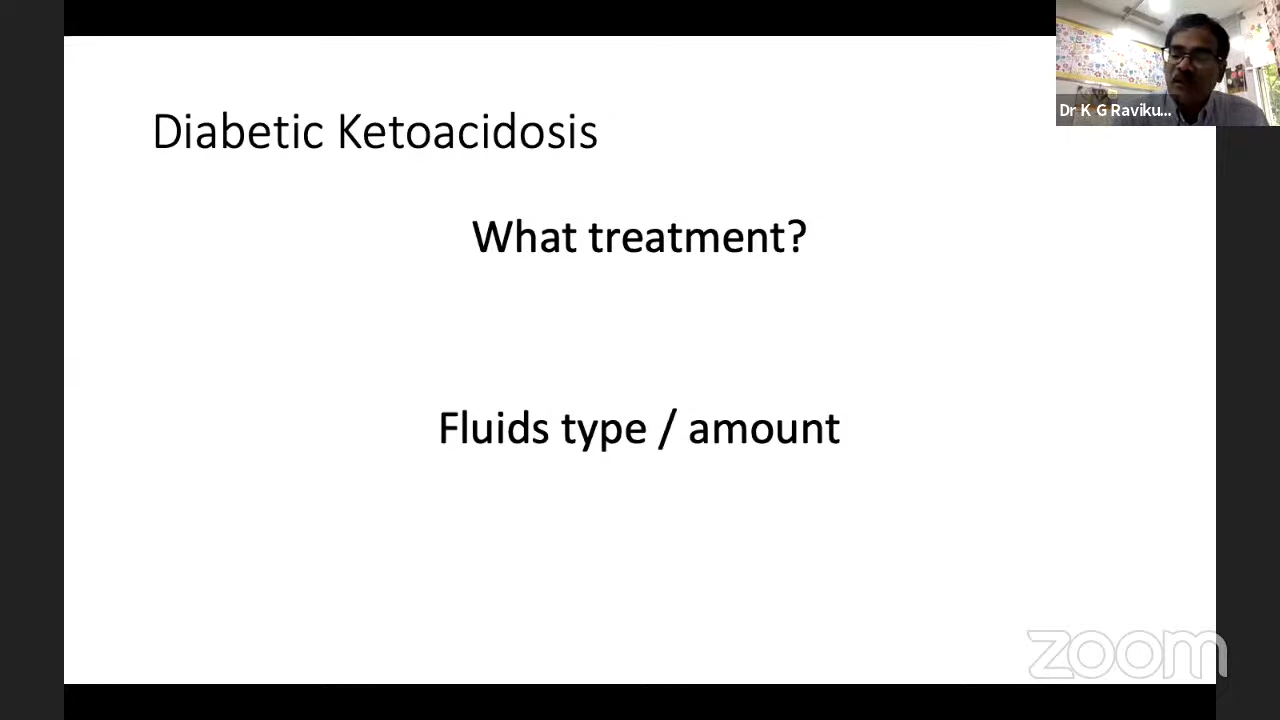 Dr K G Raviku...
Diabetic Ketoacidosis
What treatment?
Fluids type / amount
zoom